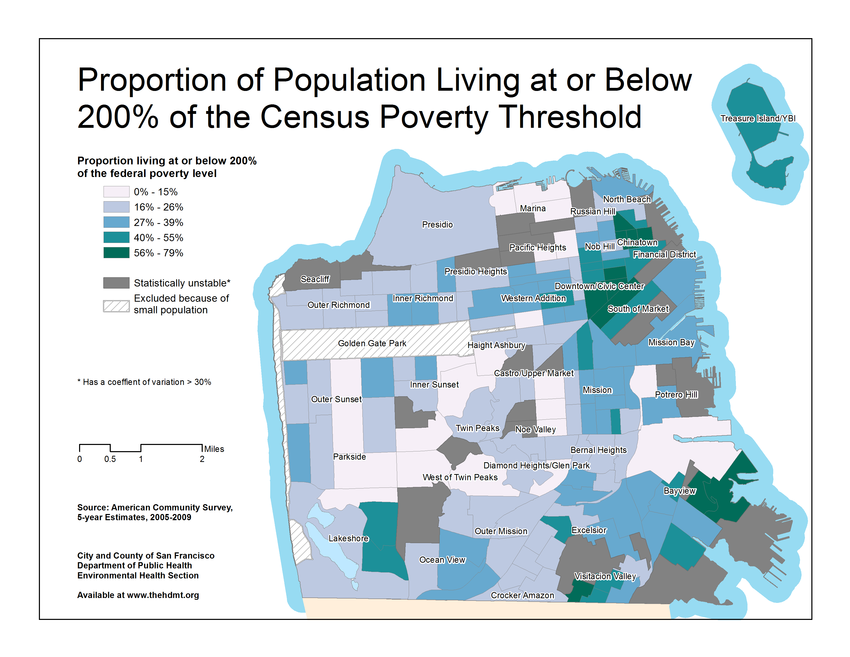 Proportion of Population Living at or Below
200% of the Census Poverty Threshold
Proportion living at or below 200%
of the federal poverty level
0% - 15%
16% - 26%
27% - 39%
40% - 55%
56% - 79%
Statistically unstable*
Excluded because of
small population
* Has a coeffient of variation > 30%
0 0.5 1 2 Miles
Source: American Community Survey,
5-year Estimates, 2005-2009
City and County of San Francisco
Department of Public Health
Environmental Health Section
Available at www.thehdmt.org
Treasure Island/YBI
North Beach
Marina
Russian Hill
Presidio
Chinatown
Nob Hill
Pacific Heights
Financial District
Presidio Heights
Seacliff
Downtown/Civic Center
Inner Richmond
Western Addition
Outer Richmond
South of Market
Golden Gate Park
Haight Ashbury
Mission Bay
Castro/Upper Market
Inner Sunset
Mission
Potrero Hill
Outer Sunset
Twin Peaks
Noe Valley
Bernal Heights
Parkside
Diamond Heights/Glen Park
West of Twin Peaks
Bayview
Outer Mission
Excelsior
Lakeshore
Ocean View
Visitacion Valley
Crocker Amazon